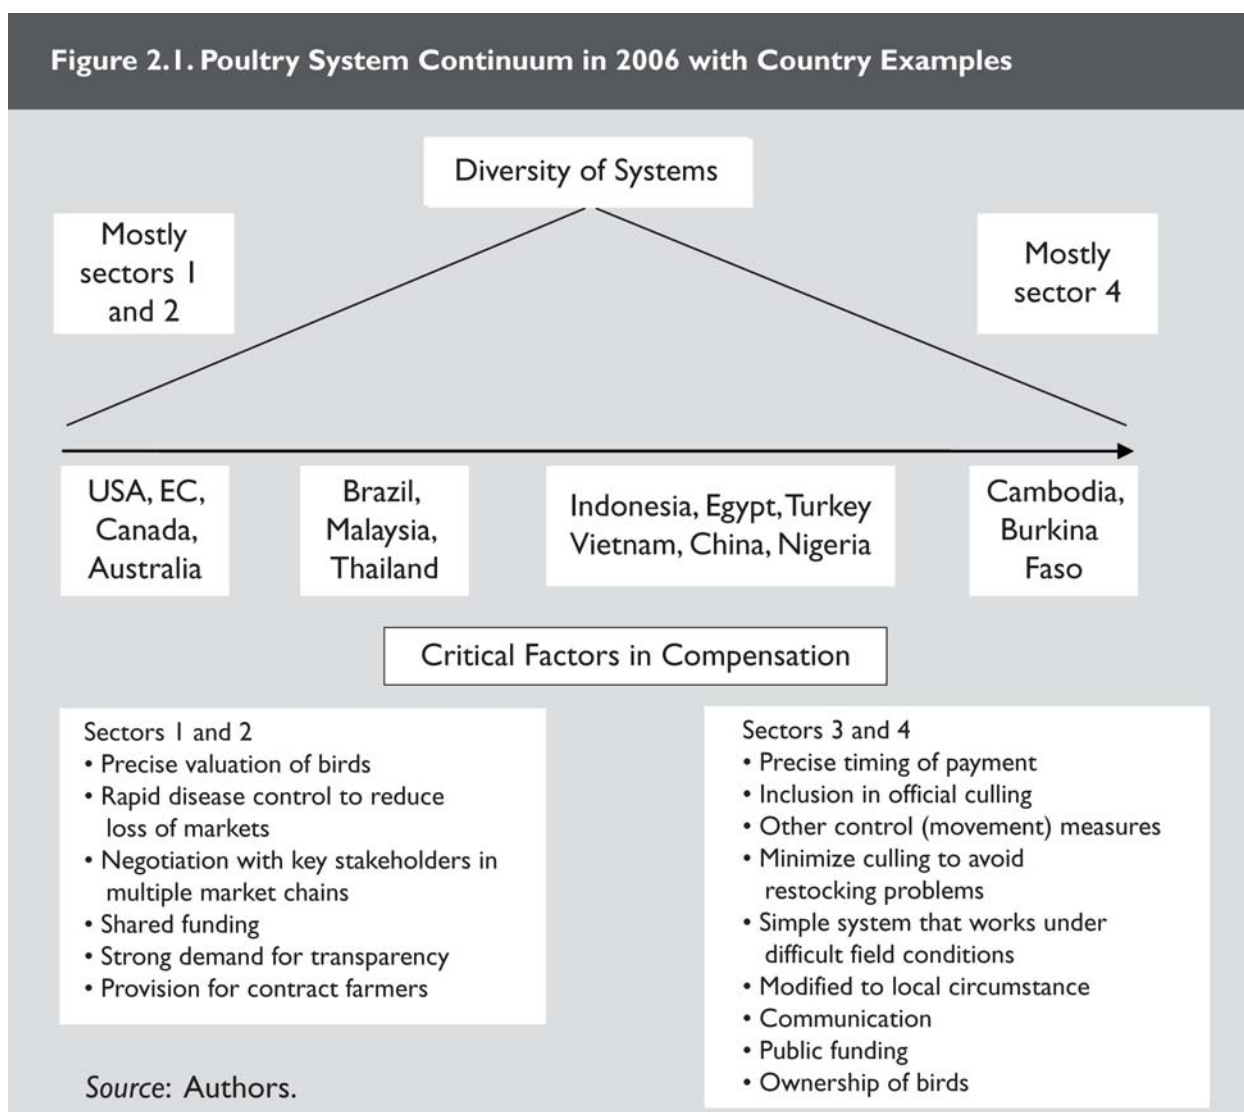 Figure 2.1. Poultry System Continuum in 2006 with Country Examples
Diversity of Systems
Mostly
sectors 1
and 2
Mostly
sector 4
USA, EC,
Canada,
Australia
Brazil,
Malaysia,
Thailand
Indonesia, Egypt, Turkey
Vietnam, China, Nigeria
Cambodia,
Burkina
Faso
Critical Factors in Compensation
Sectors 1 and 2
• Precise valuation of birds
• Rapid disease control to reduce
loss of markets
• Negotiation with key stakeholders in
multiple market chains
• Shared funding
• Strong demand for transparency
• Provision for contract farmers
Sectors 3 and 4
• Precise timing of payment
• Inclusion in official culling
• Other control (movement) measures
• Minimize culling to avoid
restocking problems
• Simple system that works under
difficult field conditions
• Modified to local circumstance
• Communication
• Public funding
• Ownership of birds
Source: Authors.